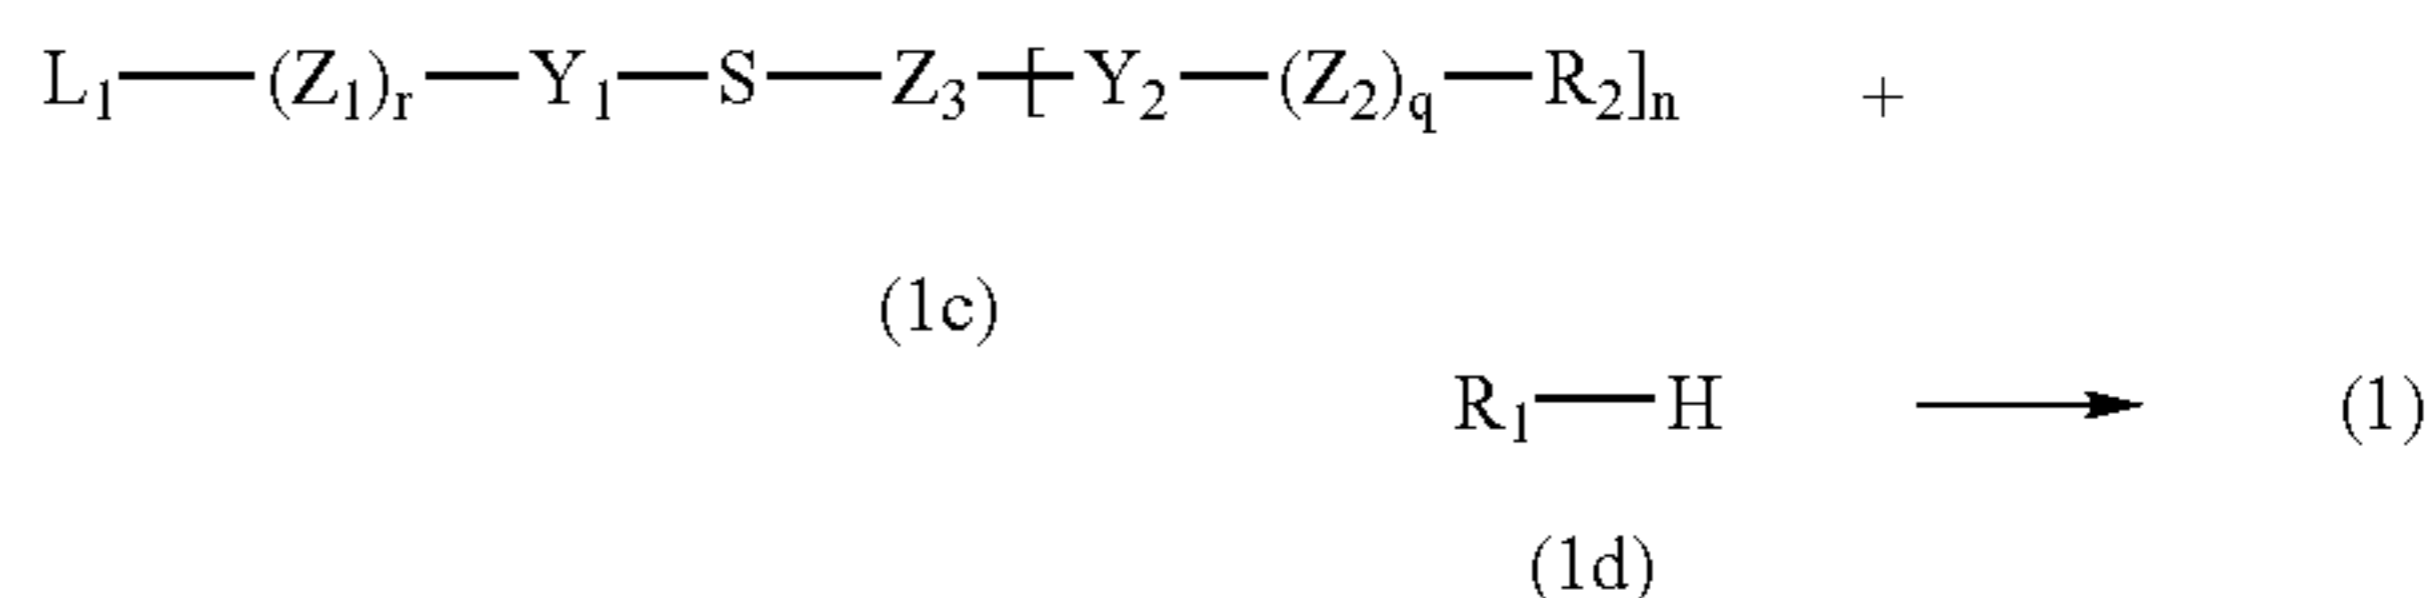 L₁—(Z₁)ᵣ—Y₁—S—Z₃—[Y₂—(Z₂)q—R₂]ₙ +
(1c)
R₁—H ⟶ (1)
(1d)